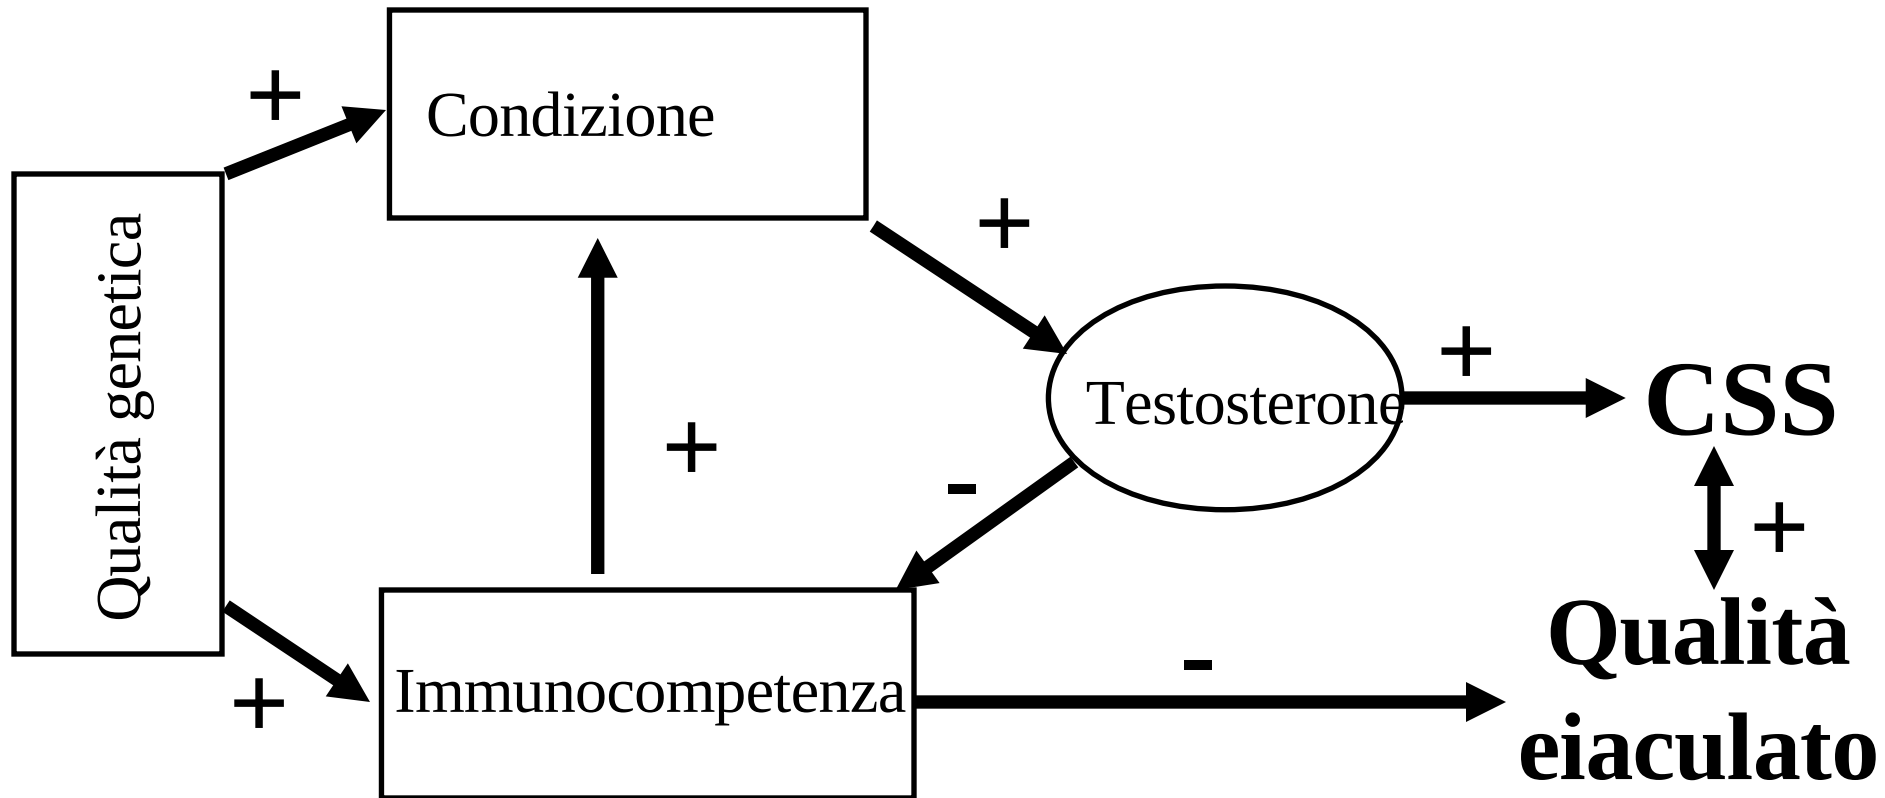 +
Condizione
Qualità genetica
+
+
Testosterone
CSS
+
-
+
Qualità
eiaculato
-
Immunocompetenza
+